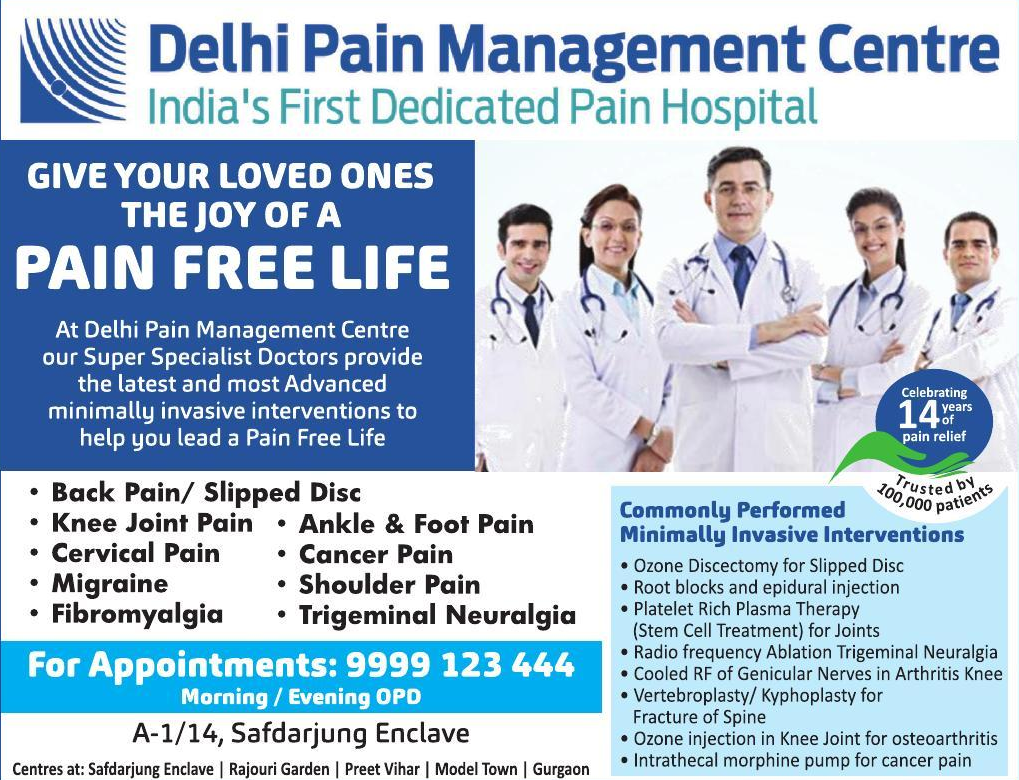 Delhi Pain Management Centre
India's First Dedicated Pain Hospital
GIVE YOUR LOVED ONES
THE JOY OF A
PAIN FREE LIFE
At Delhi Pain Management Centre
our Super Specialist Doctors provide
the latest and most Advanced
minimally invasive interventions to
help you lead a Pain Free Life
Celebrating
14 years of
pain relief
Trusted by
100,000 patients
• Back Pain/ Slipped Disc
• Knee Joint Pain
• Cervical Pain
• Migraine
• Fibromyalgia
• Ankle & Foot Pain
• Cancer Pain
• Shoulder Pain
• Trigeminal Neuralgia
For Appointments: 9999 123 444
Morning / Evening OPD
A-1/14, Safdarjung Enclave
Centres at: Safdarjung Enclave | Rajouri Garden | Preet Vihar | Model Town | Gurgaon
Commonly Performed
Minimally Invasive Interventions
• Ozone Discectomy for Slipped Disc
• Root blocks and epidural injection
• Platelet Rich Plasma Therapy
(Stem Cell Treatment) for Joints
• Radio frequency Ablation Trigeminal Neuralgia
• Cooled RF of Genicular Nerves in Arthritis Knee
• Vertebroplasty/ Kyphoplasty for
Fracture of Spine
• Ozone injection in Knee Joint for osteoarthritis
• Intrathecal morphine pump for cancer pain